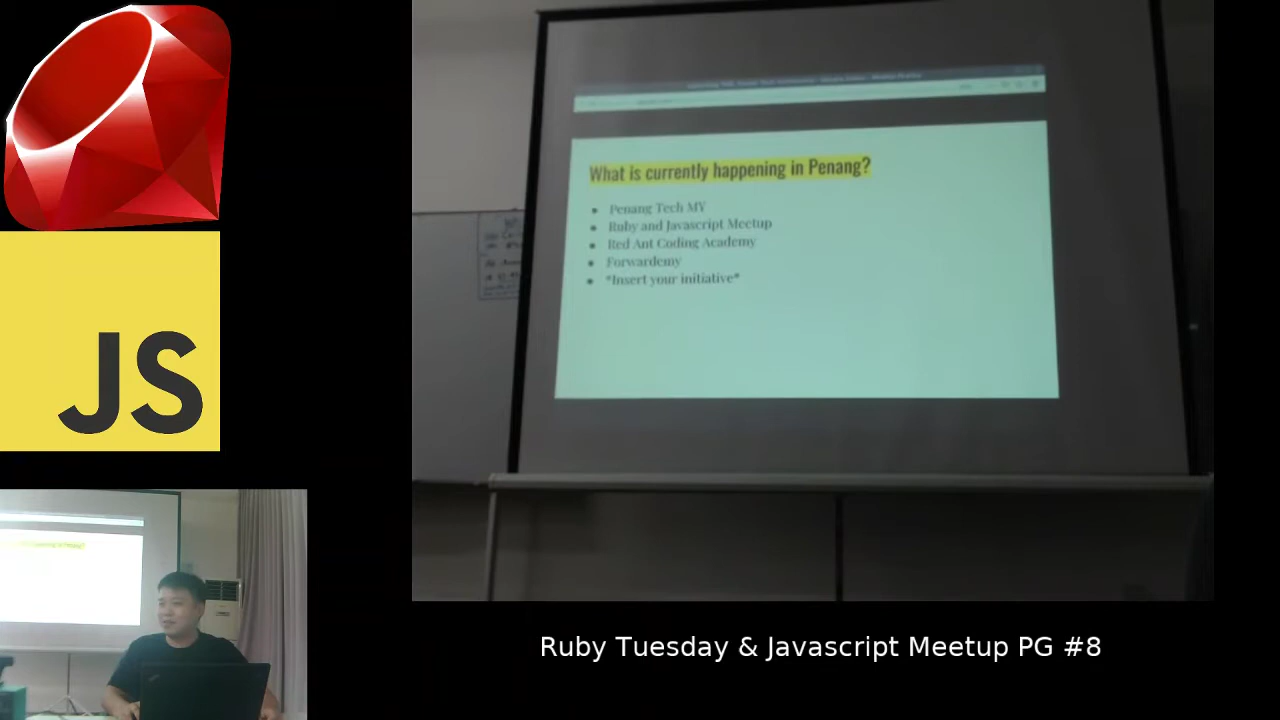 JS
What is currently happening in Penang?
Penang Tech MY
Ruby and Javascript Meetup
Red Ant Coding Academy
Forwardemy
*Insert your initiative*
Ruby Tuesday & Javascript Meetup PG #8